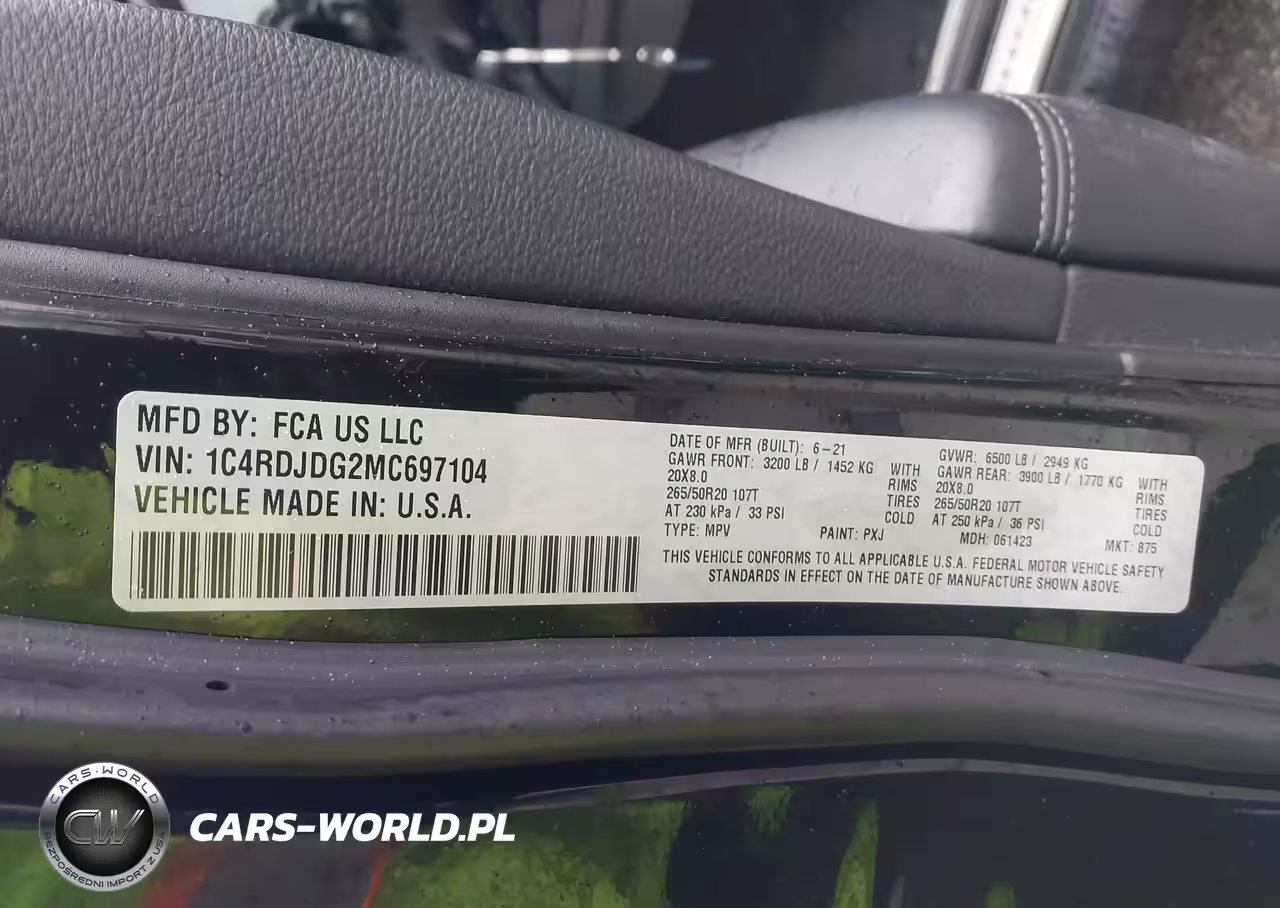 MFD BY: FCA US LLC
VIN: 1C4RDJDG2MC697104
VEHICLE MADE IN: U.S.A.
DATE OF MFR (BUILT): 6-21
GVWR: 6500 LB / 2949 KG
GAWR FRONT: 3200 LB / 1452 KG WITH
20X8.0 RIMS
265/50R20 107T TIRES
AT 230 kPa / 33 PSI COLD
GAWR REAR: 3900 LB / 1770 KG WITH
20X8.0 RIMS
265/50R20 107T TIRES
AT 250 kPa / 36 PSI COLD
TYPE: MPV PAINT: PXJ MDH: 061423 MKT: 875
THIS VEHICLE CONFORMS TO ALL APPLICABLE U.S.A. FEDERAL MOTOR VEHICLE SAFETY
STANDARDS IN EFFECT ON THE DATE OF MANUFACTURE SHOWN ABOVE.
CARS-WORLD
CW
BEZPOŚREDNI IMPORT Z USA
CARS-WORLD.PL